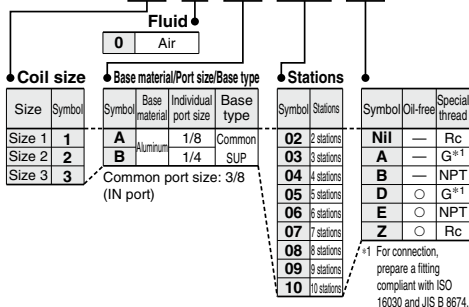 Fluid
0 Air
Coil size
Size Symbol
Size 1 1
Size 2 2
Size 3 3
Base material/Port size/Base type
Symbol Base material Individual port size Base type
A Aluminum 1/8 Common SUP
B 1/4
Common port size: 3/8
(IN port)
Stations
Symbol Stations
02 2 stations
03 3 stations
04 4 stations
05 5 stations
06 6 stations
07 7 stations
08 8 stations
09 9 stations
10 10 stations
Symbol Oil-free Special thread
Nil — Rc
A — G*1
B — NPT
D ○ G*1
E ○ NPT
Z ○ Rc
*1 For connection,
prepare a fitting
compliant with ISO
16030 and JIS B 8674.